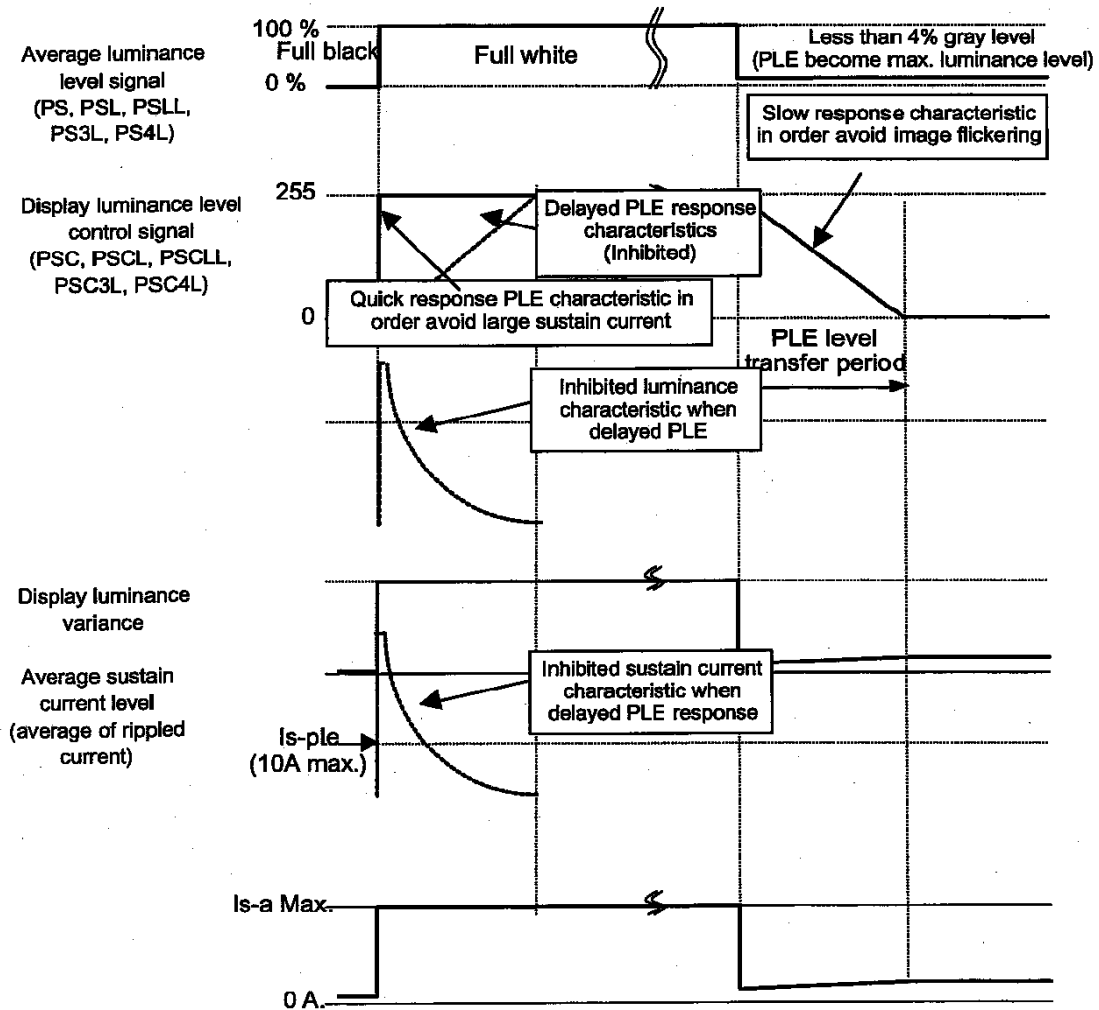 100 %
Full black
Full white
0 %
Less than 4% gray level
(PLE become max. luminance level)
Average luminance
level signal
(PS, PSL, PSLL,
PS3L, PS4L)
Slow response characteristic
in order avoid image flickering
255
Display luminance level
control signal
(PSC, PSCL, PSCLL,
PSC3L, PSC4L)
Delayed PLE response
characteristics
(Inhibited)
0
Quick response PLE characteristic in
order avoid large sustain current
PLE level
transfer period
Inhibited luminance
characteristic when
delayed PLE
Display luminance
variance
Average sustain
current level
(average of rippled
current)
Inhibited sustain current
characteristic when
delayed PLE response
Is-ple
(10A max.)
Is-a Max.
0 A.